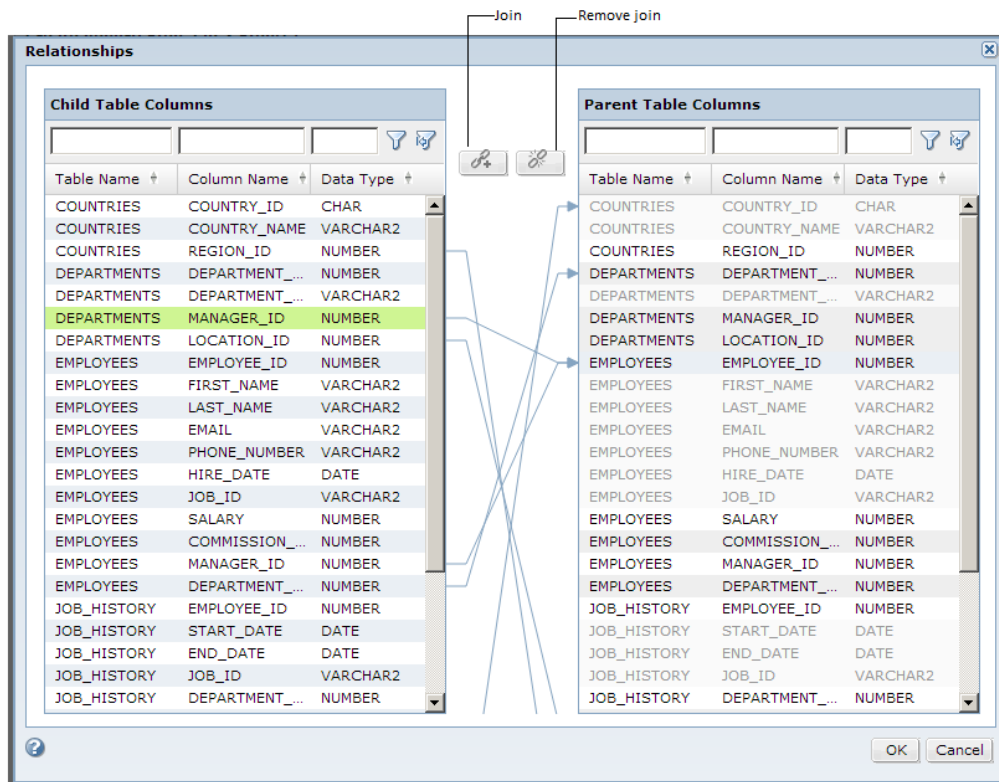 Join Remove join
Relationships
Child Table Columns Parent Table Columns
Table Name Column Name Data Type Table Name Column Name Data Type
COUNTRIES COUNTRY_ID CHAR COUNTRIES COUNTRY_ID CHAR
COUNTRIES COUNTRY_NAME VARCHAR2 COUNTRIES COUNTRY_NAME VARCHAR2
COUNTRIES REGION_ID NUMBER COUNTRIES REGION_ID NUMBER
DEPARTMENTS DEPARTMENT_... NUMBER DEPARTMENTS DEPARTMENT_... NUMBER
DEPARTMENTS DEPARTMENT_... VARCHAR2 DEPARTMENTS DEPARTMENT_... VARCHAR2
DEPARTMENTS MANAGER_ID NUMBER DEPARTMENTS MANAGER_ID NUMBER
DEPARTMENTS LOCATION_ID NUMBER DEPARTMENTS LOCATION_ID NUMBER
EMPLOYEES EMPLOYEE_ID NUMBER EMPLOYEES EMPLOYEE_ID NUMBER
EMPLOYEES FIRST_NAME VARCHAR2 EMPLOYEES FIRST_NAME VARCHAR2
EMPLOYEES LAST_NAME VARCHAR2 EMPLOYEES LAST_NAME VARCHAR2
EMPLOYEES EMAIL VARCHAR2 EMPLOYEES EMAIL VARCHAR2
EMPLOYEES PHONE_NUMBER VARCHAR2 EMPLOYEES PHONE_NUMBER VARCHAR2
EMPLOYEES HIRE_DATE DATE EMPLOYEES HIRE_DATE DATE
EMPLOYEES JOB_ID VARCHAR2 EMPLOYEES JOB_ID VARCHAR2
EMPLOYEES SALARY NUMBER EMPLOYEES SALARY NUMBER
EMPLOYEES COMMISSION_... NUMBER EMPLOYEES COMMISSION_... NUMBER
EMPLOYEES MANAGER_ID NUMBER EMPLOYEES MANAGER_ID NUMBER
EMPLOYEES DEPARTMENT_... NUMBER EMPLOYEES DEPARTMENT_... NUMBER
JOB_HISTORY EMPLOYEE_ID NUMBER JOB_HISTORY EMPLOYEE_ID NUMBER
JOB_HISTORY START_DATE DATE JOB_HISTORY START_DATE DATE
JOB_HISTORY END_DATE DATE JOB_HISTORY END_DATE DATE
JOB_HISTORY JOB_ID VARCHAR2 JOB_HISTORY JOB_ID VARCHAR2
JOB_HISTORY DEPARTMENT_... NUMBER JOB_HISTORY DEPARTMENT_... NUMBER
OK Cancel